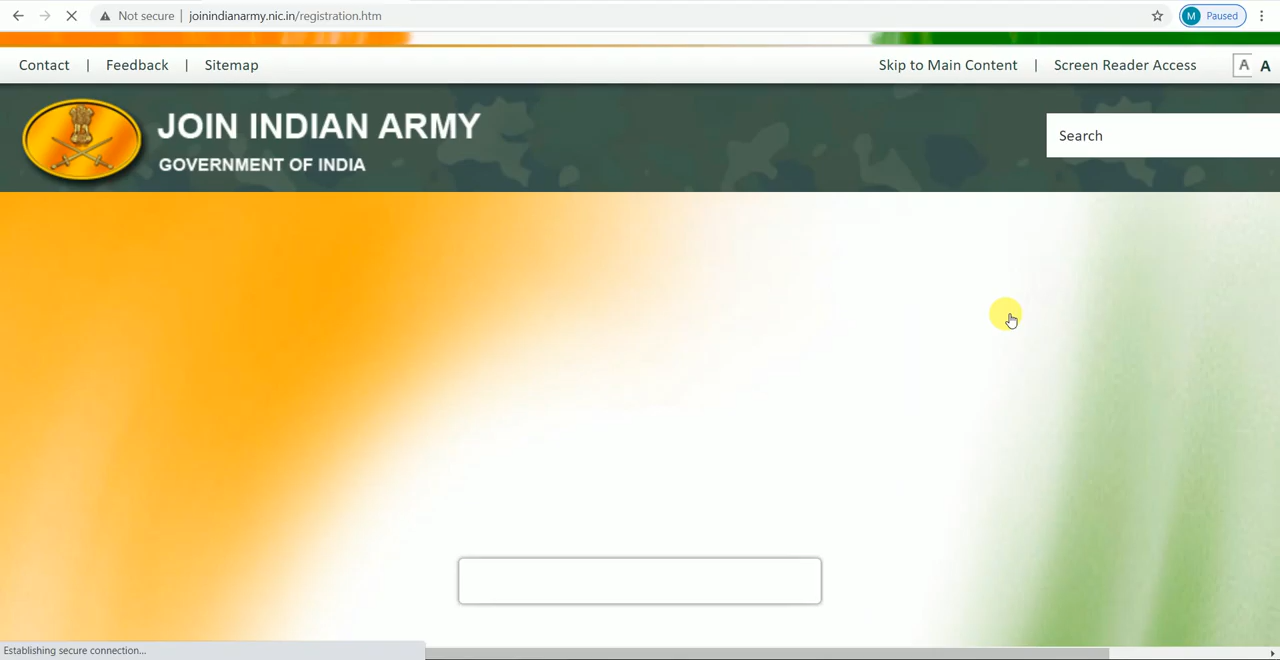 Not secure | joinindianarmy.nic.in/registration.htm
M Paused
Contact | Feedback | Sitemap
Skip to Main Content | Screen Reader Access A A
JOIN INDIAN ARMY
GOVERNMENT OF INDIA
Search
Establishing secure connection...